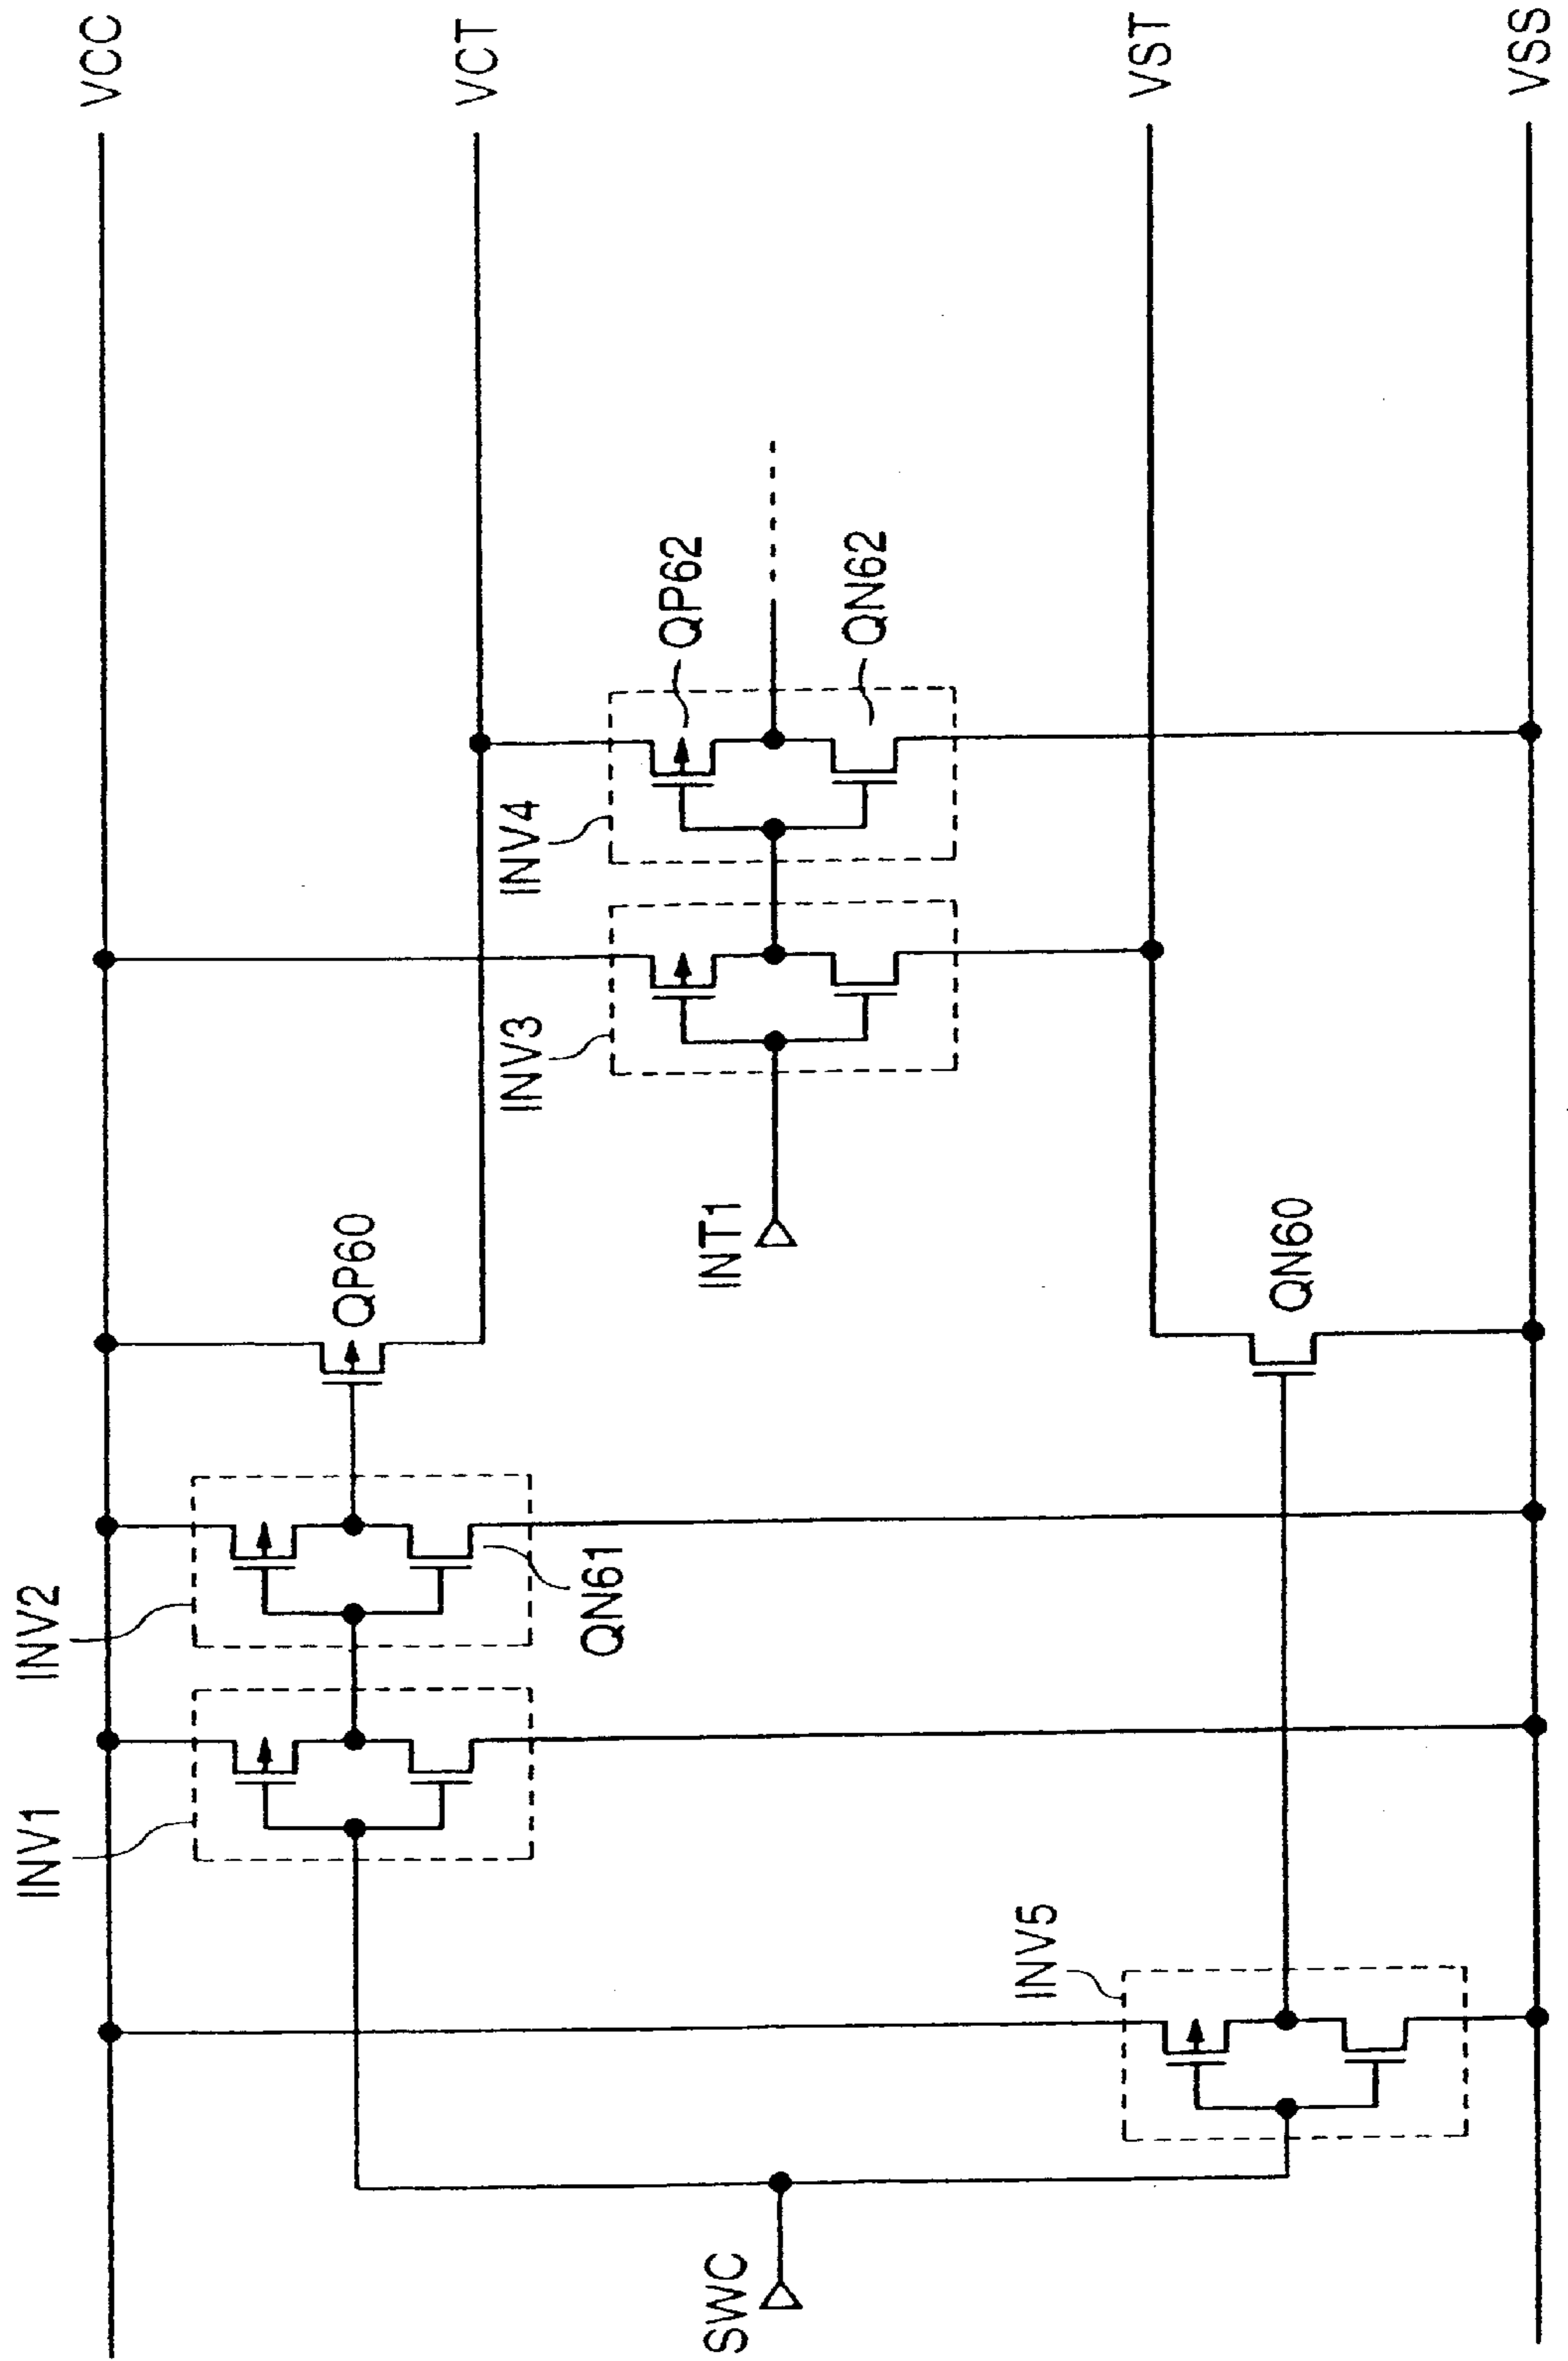 VCC
VCT
VST
VSS
QP62
QN62
INV4
INV3
INT1
QP60
QN60
INV2
QN61
INV1
INV5
SWC